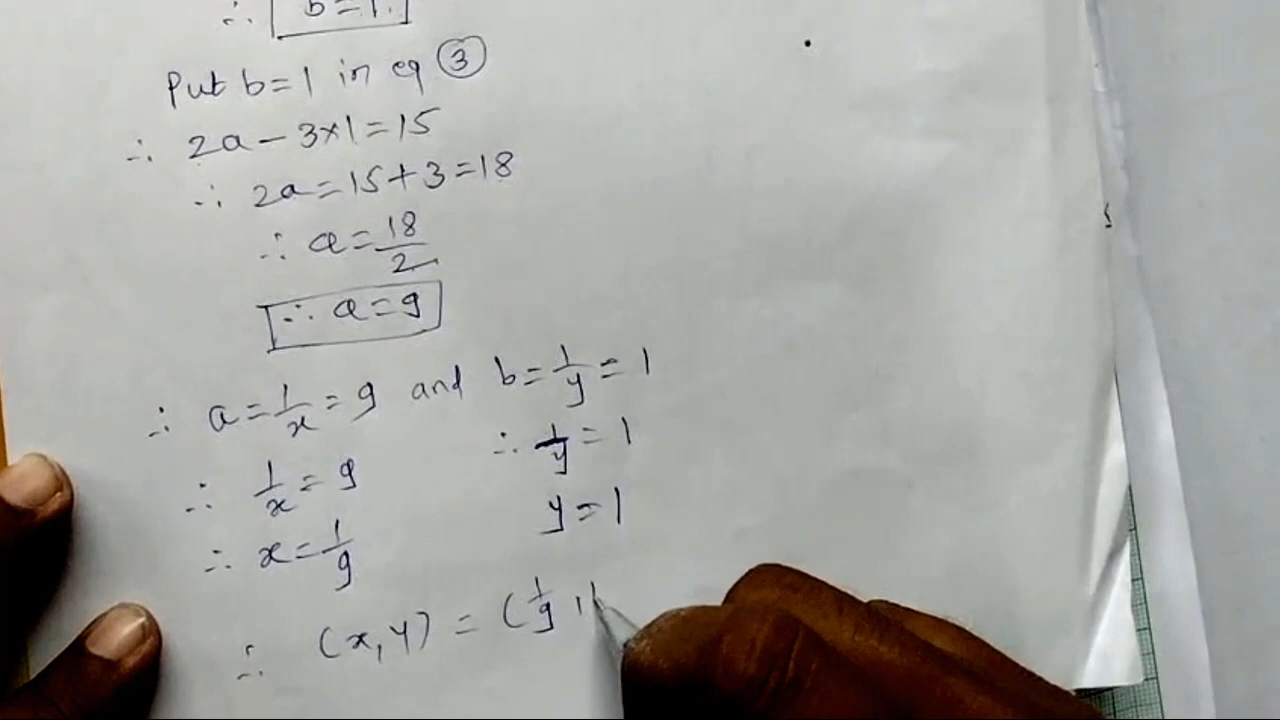 ∴ b=1.
Put b=1 in eq ③
∴ 2a-3×1=15
∴ 2a=15+3=18
∴ a=18/2
∴ a=9
∴ a=1/x=9 and b=1/y=1
∴ 1/x=9 ∴ 1/y=1
∴ x=1/9 y=1
∴ (x,y)=(1/9,1